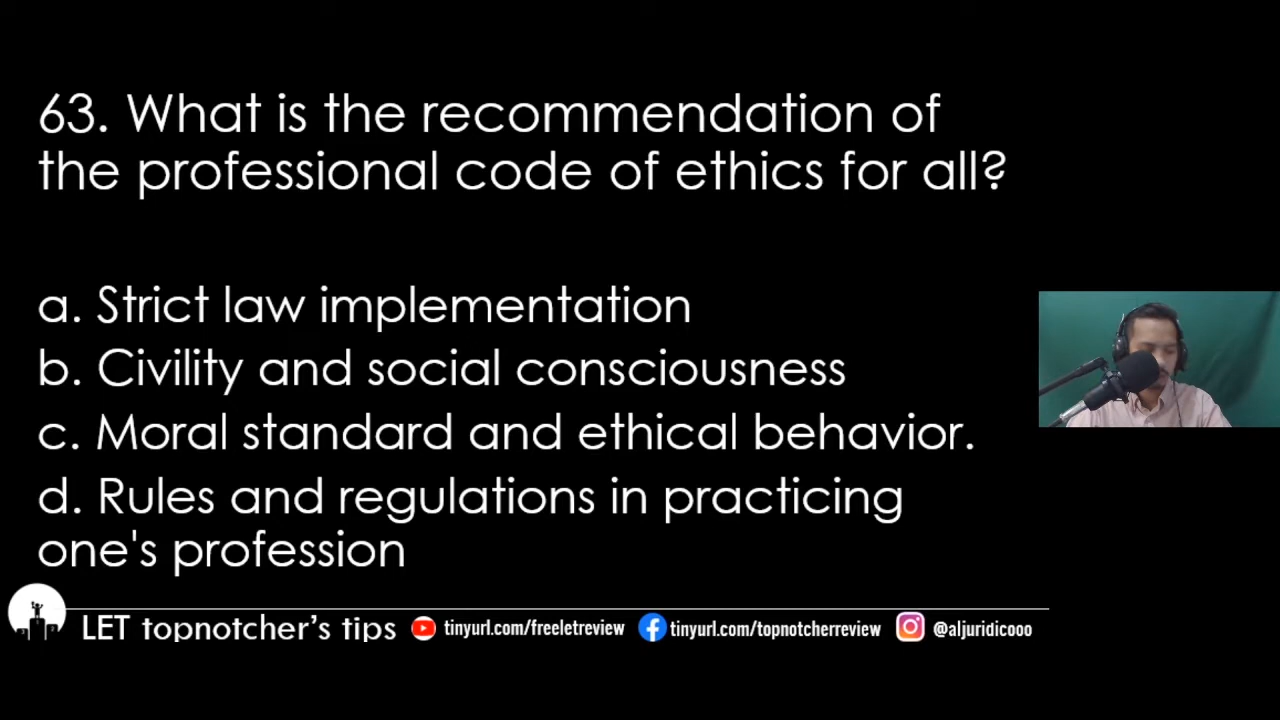 63. What is the recommendation of
the professional code of ethics for all?
a. Strict law implementation
b. Civility and social consciousness
c. Moral standard and ethical behavior.
d. Rules and regulations in practicing
one's profession
LET topnotcher's tips tinyurl.com/freeletreview tinyurl.com/topnotcherreview @aljuridicooo